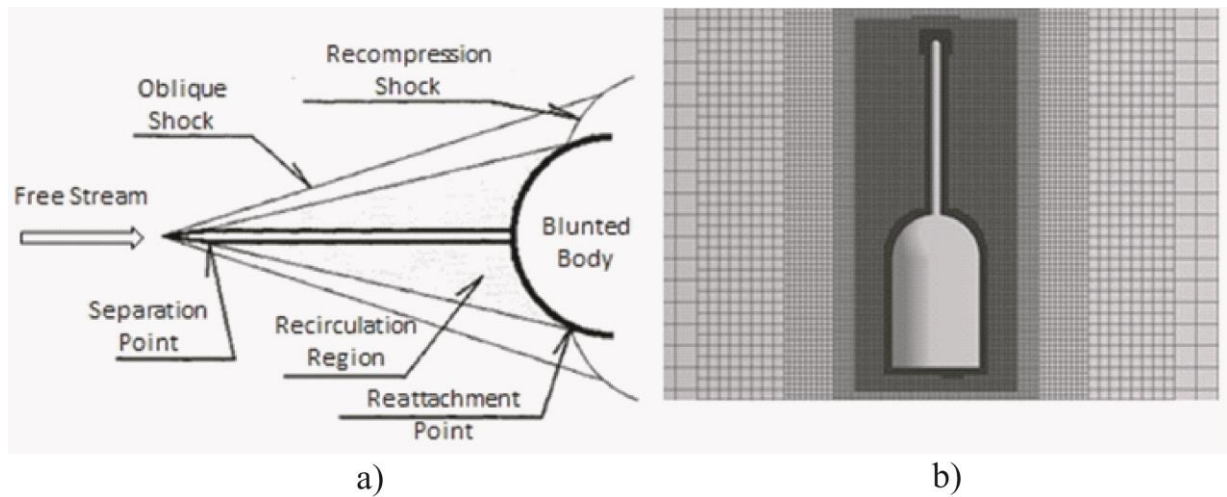 Recompression
Shock
Oblique
Shock
Free Stream
Blunted
Body
Separation
Point
Recirculation
Region
Reattachment
Point
a)
b)